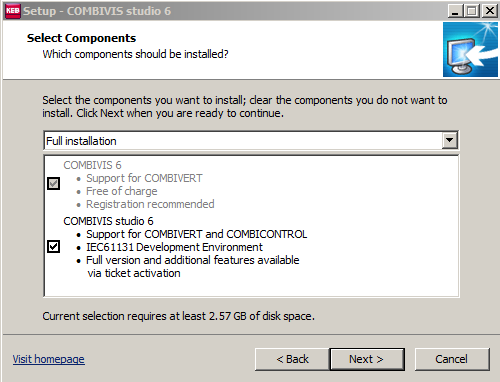 KEB Setup - COMBIVIS studio 6
Select Components
Which components should be installed?
Select the components you want to install; clear the components you do not want to
install. Click Next when you are ready to continue.
Full installation
COMBIVIS 6
• Support for COMBIVERT
• Free of charge
• Registration recommended
COMBIVIS studio 6
• Support for COMBIVERT and COMBICONTROL
• IEC61131 Development Environment
• Full version and additional features available
via ticket activation
Current selection requires at least 2.57 GB of disk space.
Visit homepage
< Back
Next >
Cancel